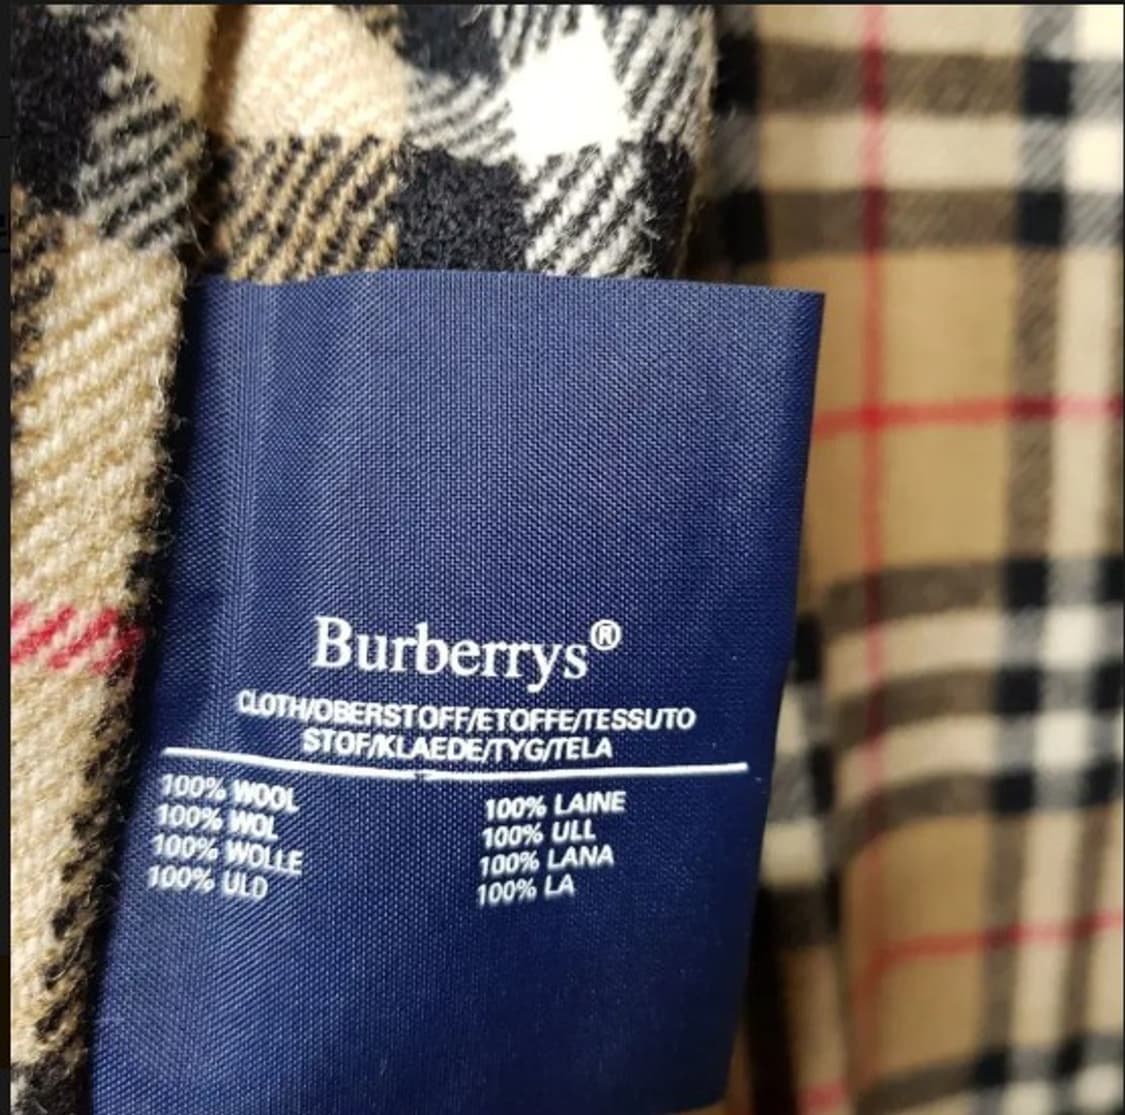 Burberrys®
CLOTH/OBERSTOFF/ETOFFE/TESSUTO
STOF/KLAEDE/TYG/TELA
100% WOOL
100% WOL
100% WOLLE
100% ULD
100% LAINE
100% ULL
100% LANA
100% LA